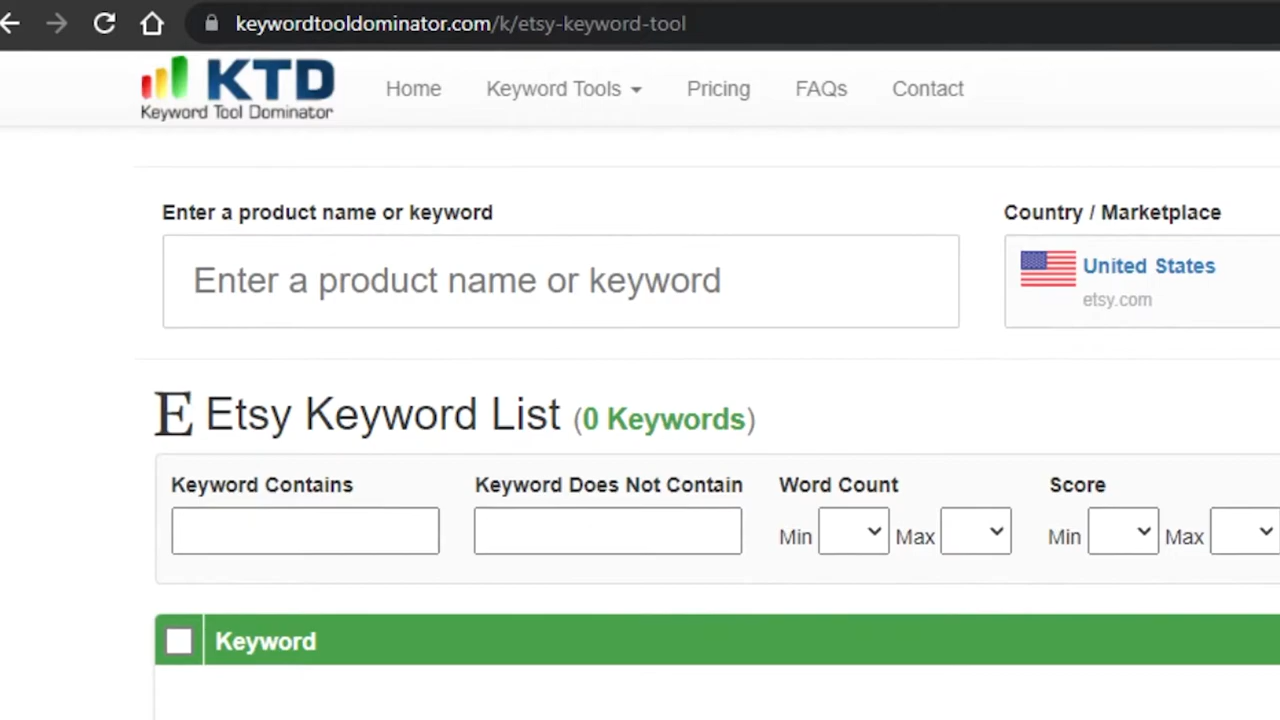 keywordtooldominator.com/k/etsy-keyword-tool
KTD
Keyword Tool Dominator
Home Keyword Tools Pricing FAQs Contact
Enter a product name or keyword
Country / Marketplace
Enter a product name or keyword
United States
etsy.com
E Etsy Keyword List (0 Keywords)
Keyword Contains Keyword Does Not Contain Word Count Score
Min Max Min Max
Keyword